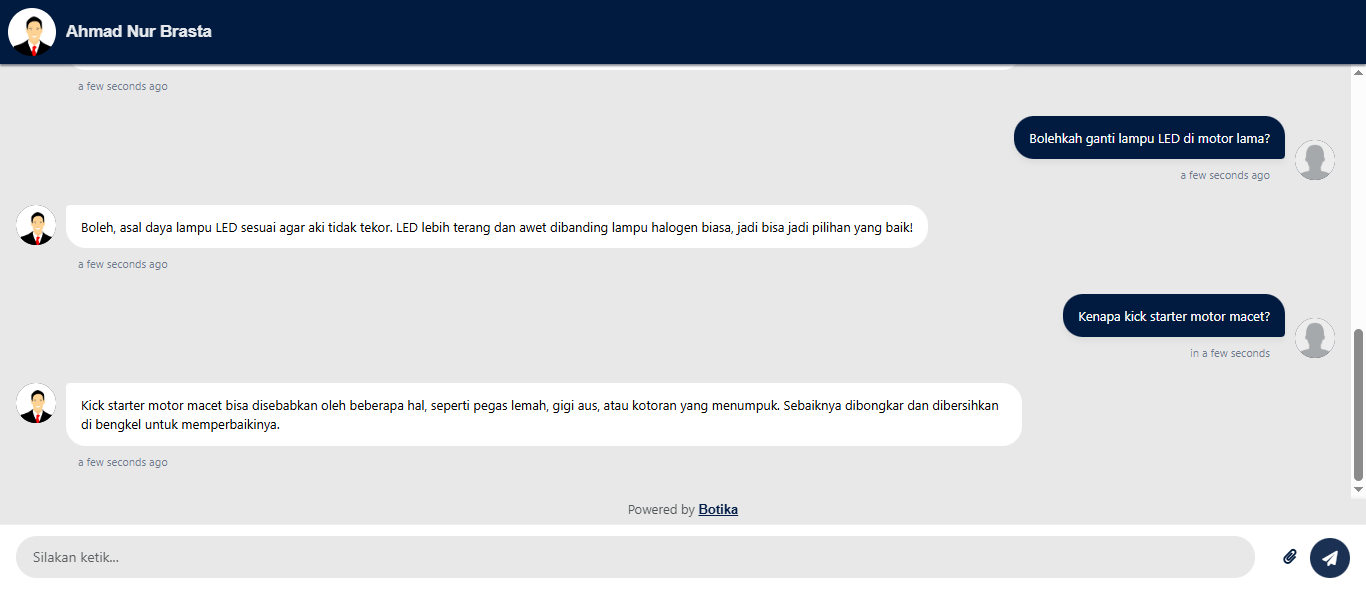 Ahmad Nur Brasta
a few seconds ago
Bolehkah ganti lampu LED di motor lama?
a few seconds ago
Boleh, asal daya lampu LED sesuai agar aki tidak tekor. LED lebih terang dan awet dibanding lampu halogen biasa, jadi bisa jadi pilihan yang baik!
a few seconds ago
Kenapa kick starter motor macet?
in a few seconds
Kick starter motor macet bisa disebabkan oleh beberapa hal, seperti pegas lemah, gigi aus, atau kotoran yang menumpuk. Sebaiknya dibongkar dan dibersihkan
di bengkel untuk memperbaikinya.
a few seconds ago
Powered by Botika
Silakan ketik...